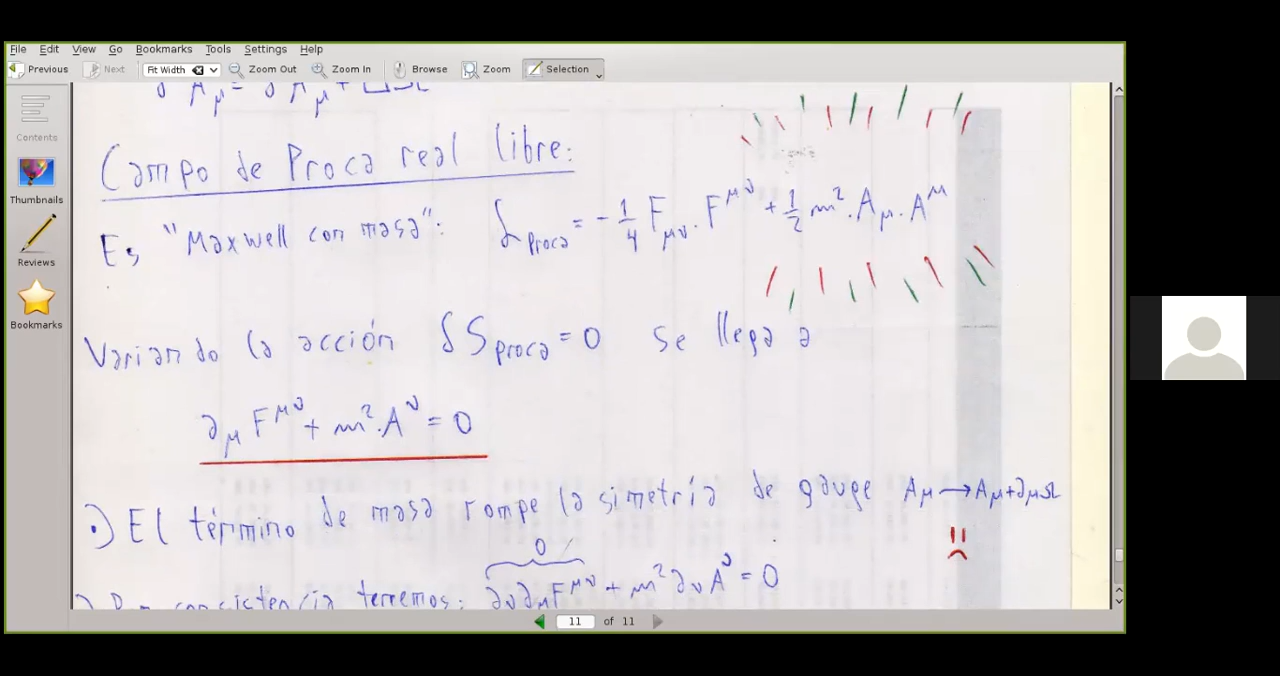 File Edit View Go Bookmarks Tools Settings Help
Previous Next Fit Width Zoom Out Zoom In Browse Zoom Selection
Contents
Thumbnails
Reviews
Bookmarks
Campo de Proca real libre:
Es "Maxwell con masa": ℒ_Proca = -1/4 F_μν · F^μν + 1/2 m² · A_μ · A^μ
Variando la acción δS_Proca = 0 se llega a
∂_μ F^μν + m² · A^ν = 0
·) El término de masa rompe la simetría de gauge A_μ → A_μ + ∂_μ Ω
0
consistencia tenemos: ∂_ν ∂_μ F^μν + m² ∂_ν A^ν = 0
11 of 11